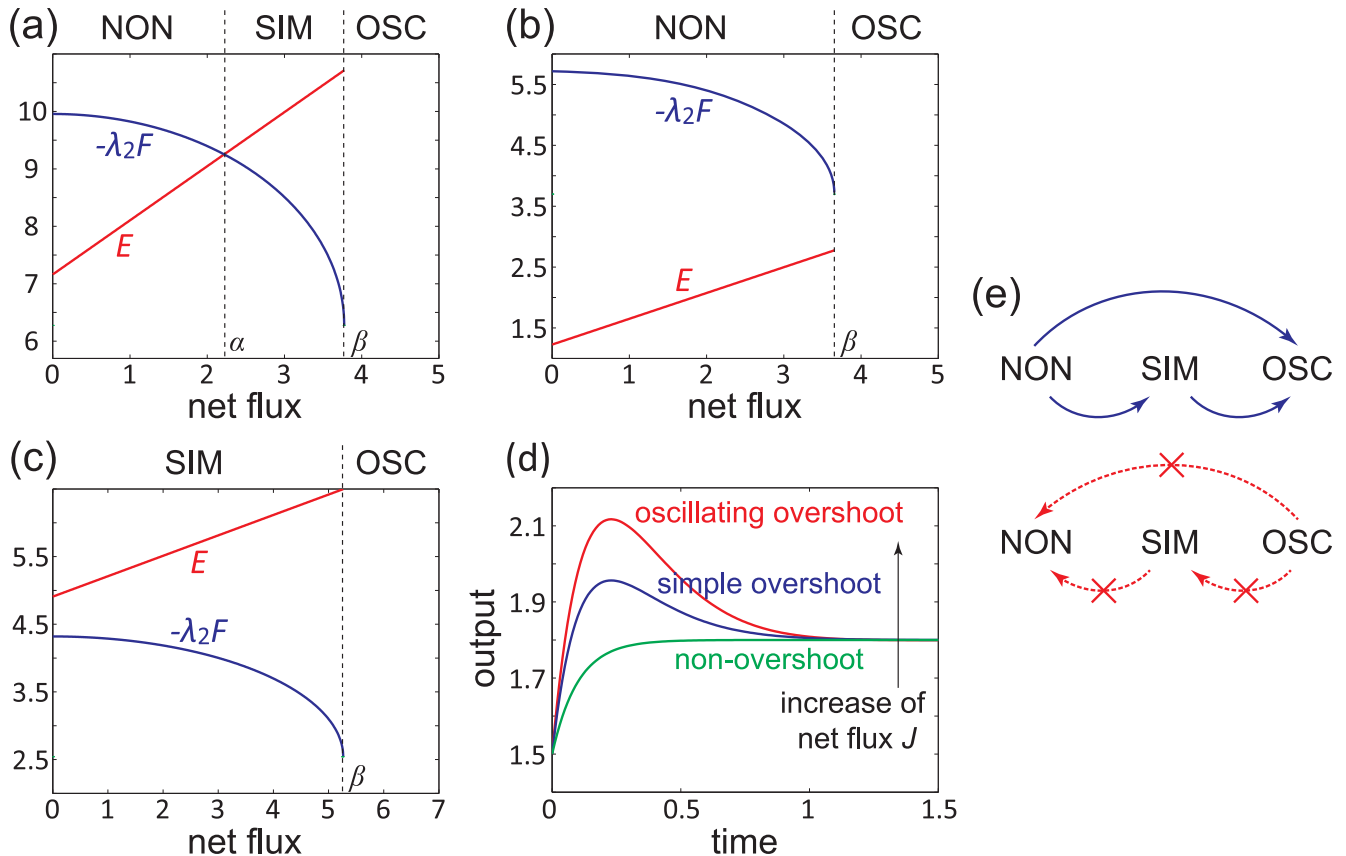 (a) NON SIM OSC
10
9
8
7
6
-λ₂F
E
α β
0 1 2 3 4 5
net flux
(b) NON OSC
5.5
4.5
3.5
2.5
1.5
-λ₂F
E
β
0 1 2 3 4 5
net flux
(c) SIM OSC
5.5
4.5
3.5
2.5
E
-λ₂F
β
0 1 2 3 4 5 6 7
net flux
(d)
output
2.1
1.9
1.7
1.5
oscillating overshoot
simple overshoot
non-overshoot
increase of
net flux J
0 0.5 1 1.5
time
(e)
NON SIM OSC
NON SIM OSC